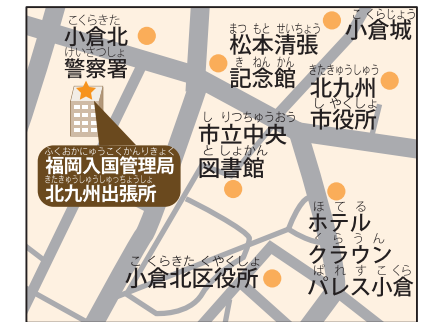 こくらきた
小倉北
けいさつしょ
警察署
ふくおかにゅうこくかんりきょく
福岡入国管理局
きたきゅうしゅうしゅっちょうしょ
北九州出張所
まつ もと せいちょう
松本清張
き ねん かん
記念館
こくらじょう
小倉城
きたきゅうしゅう
北九州
し やくしょ
市役所
し りつちゅうおう
市立中央
と しょかん
図書館
ほ て る
ホテル
く ら う ん
クラウン
ぱ れ す こくら
パレス小倉
こ くらきた くやくしょ
小倉北区役所